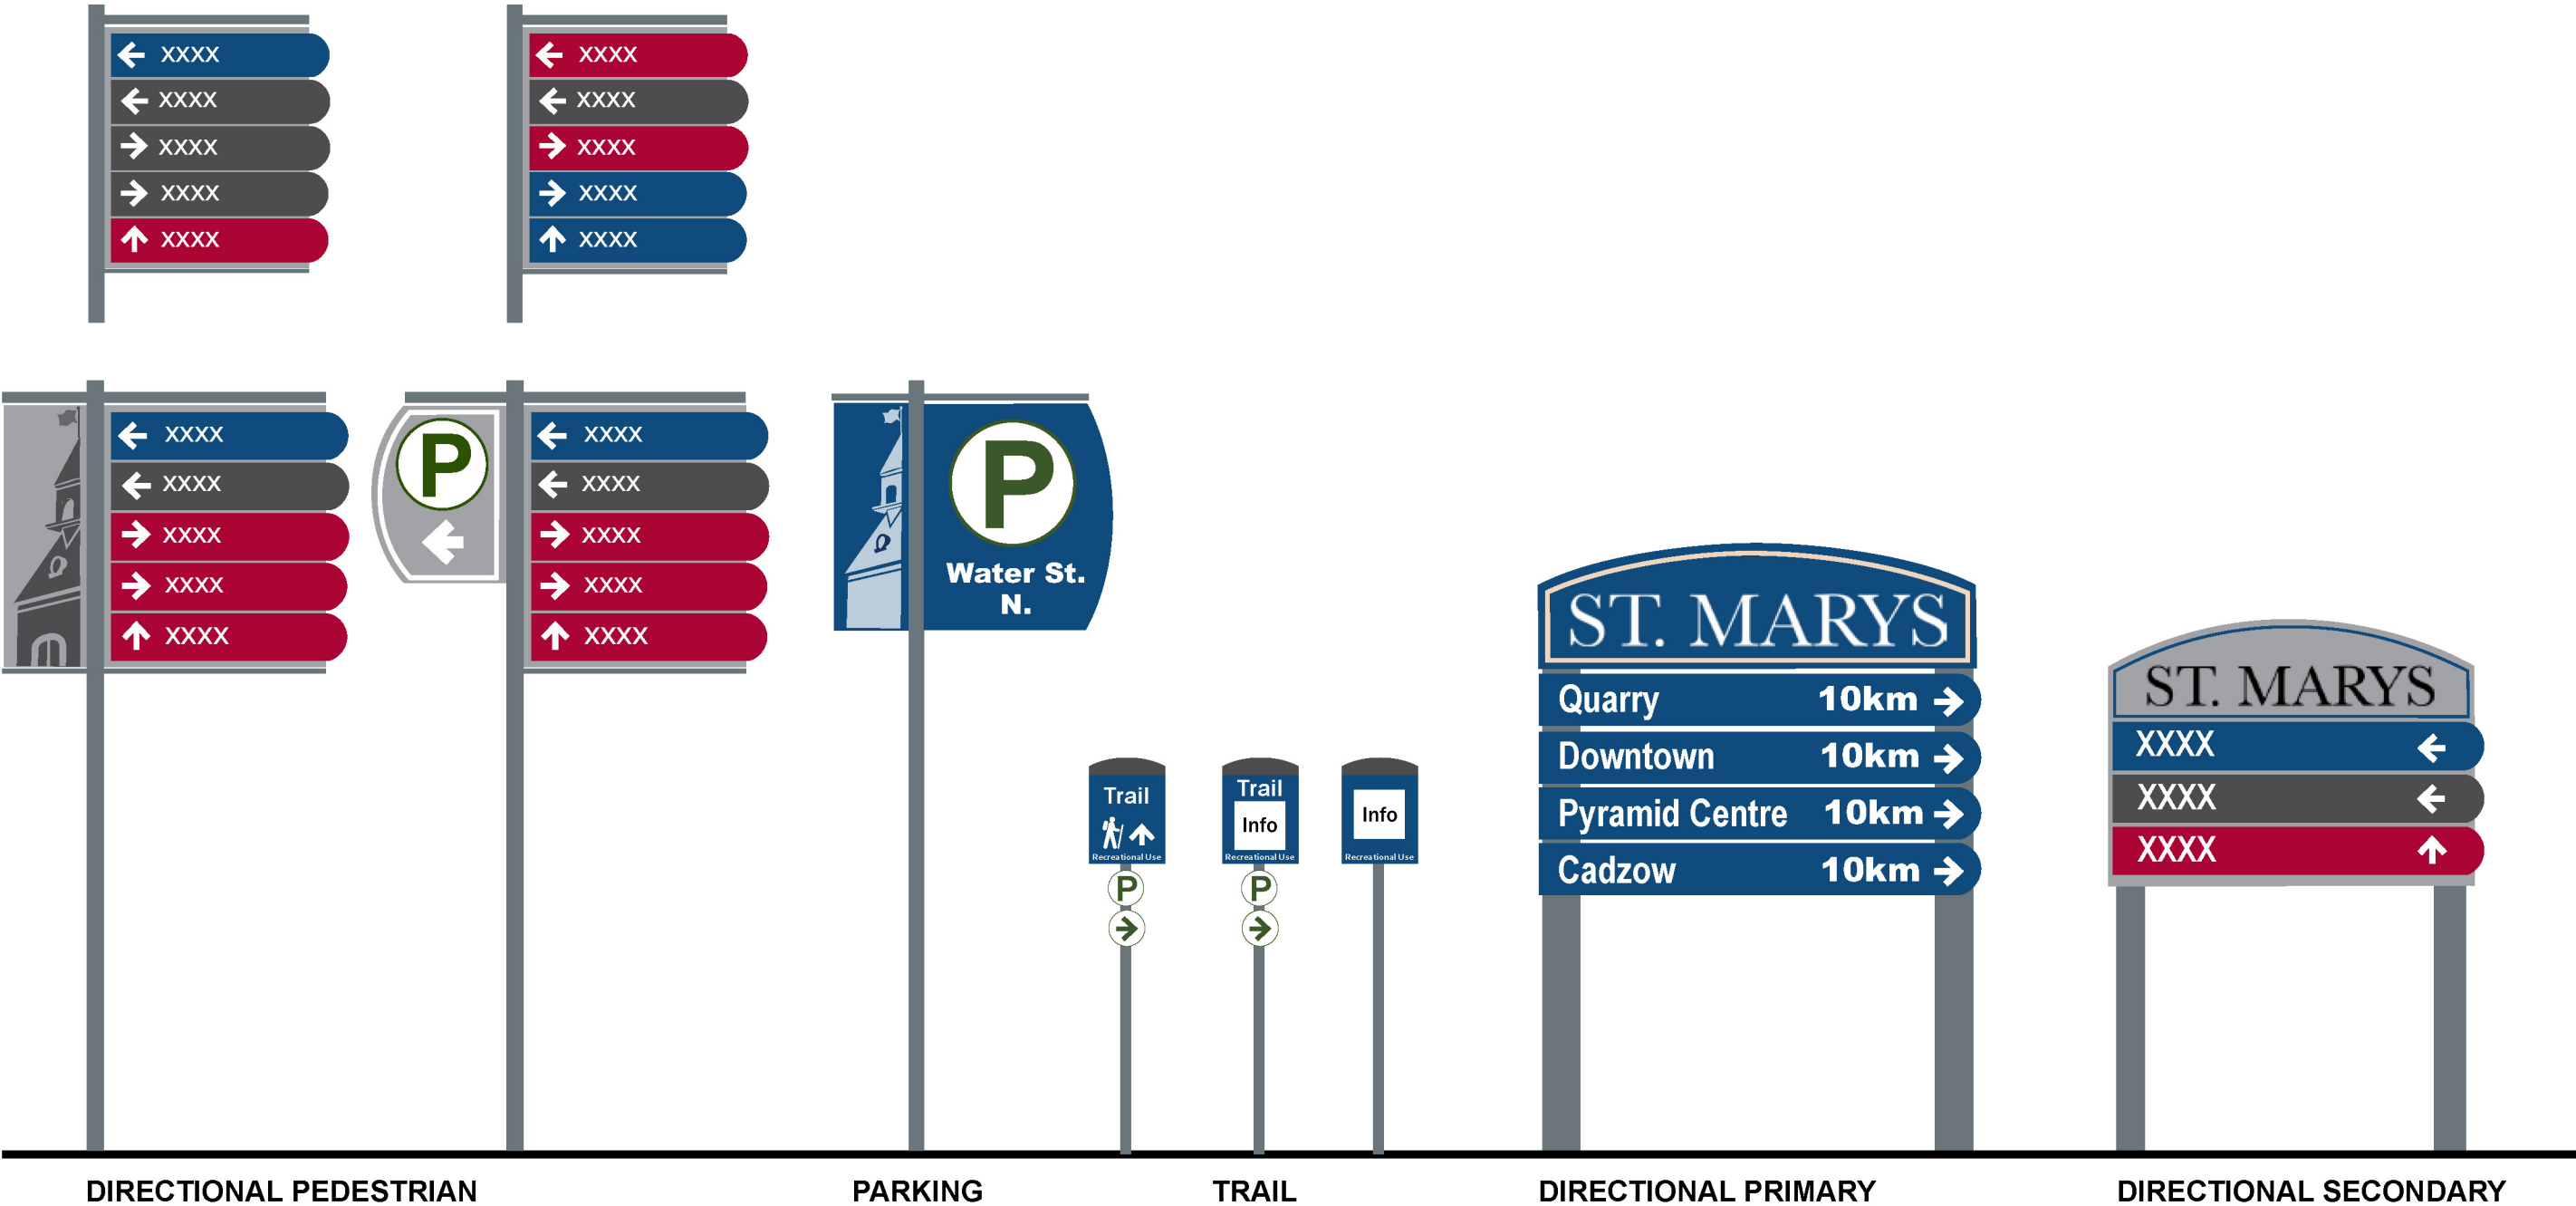 ← XXXX
← XXXX
→ XXXX
→ XXXX
↑ XXXX
← XXXX
← XXXX
→ XXXX
→ XXXX
↑ XXXX
← XXXX
← XXXX
→ XXXX
→ XXXX
↑ XXXX
P
←
← XXXX
← XXXX
→ XXXX
→ XXXX
↑ XXXX
P
Water St.
N.
Trail
↑
Recreational Use
P
→
Trail
Info
Recreational Use
P
→
Info
Recreational Use
ST. MARYS
Quarry 10km →
Downtown 10km →
Pyramid Centre 10km →
Cadzow 10km →
ST. MARYS
XXXX ←
XXXX ←
XXXX ↑
DIRECTIONAL PEDESTRIAN
PARKING
TRAIL
DIRECTIONAL PRIMARY
DIRECTIONAL SECONDARY